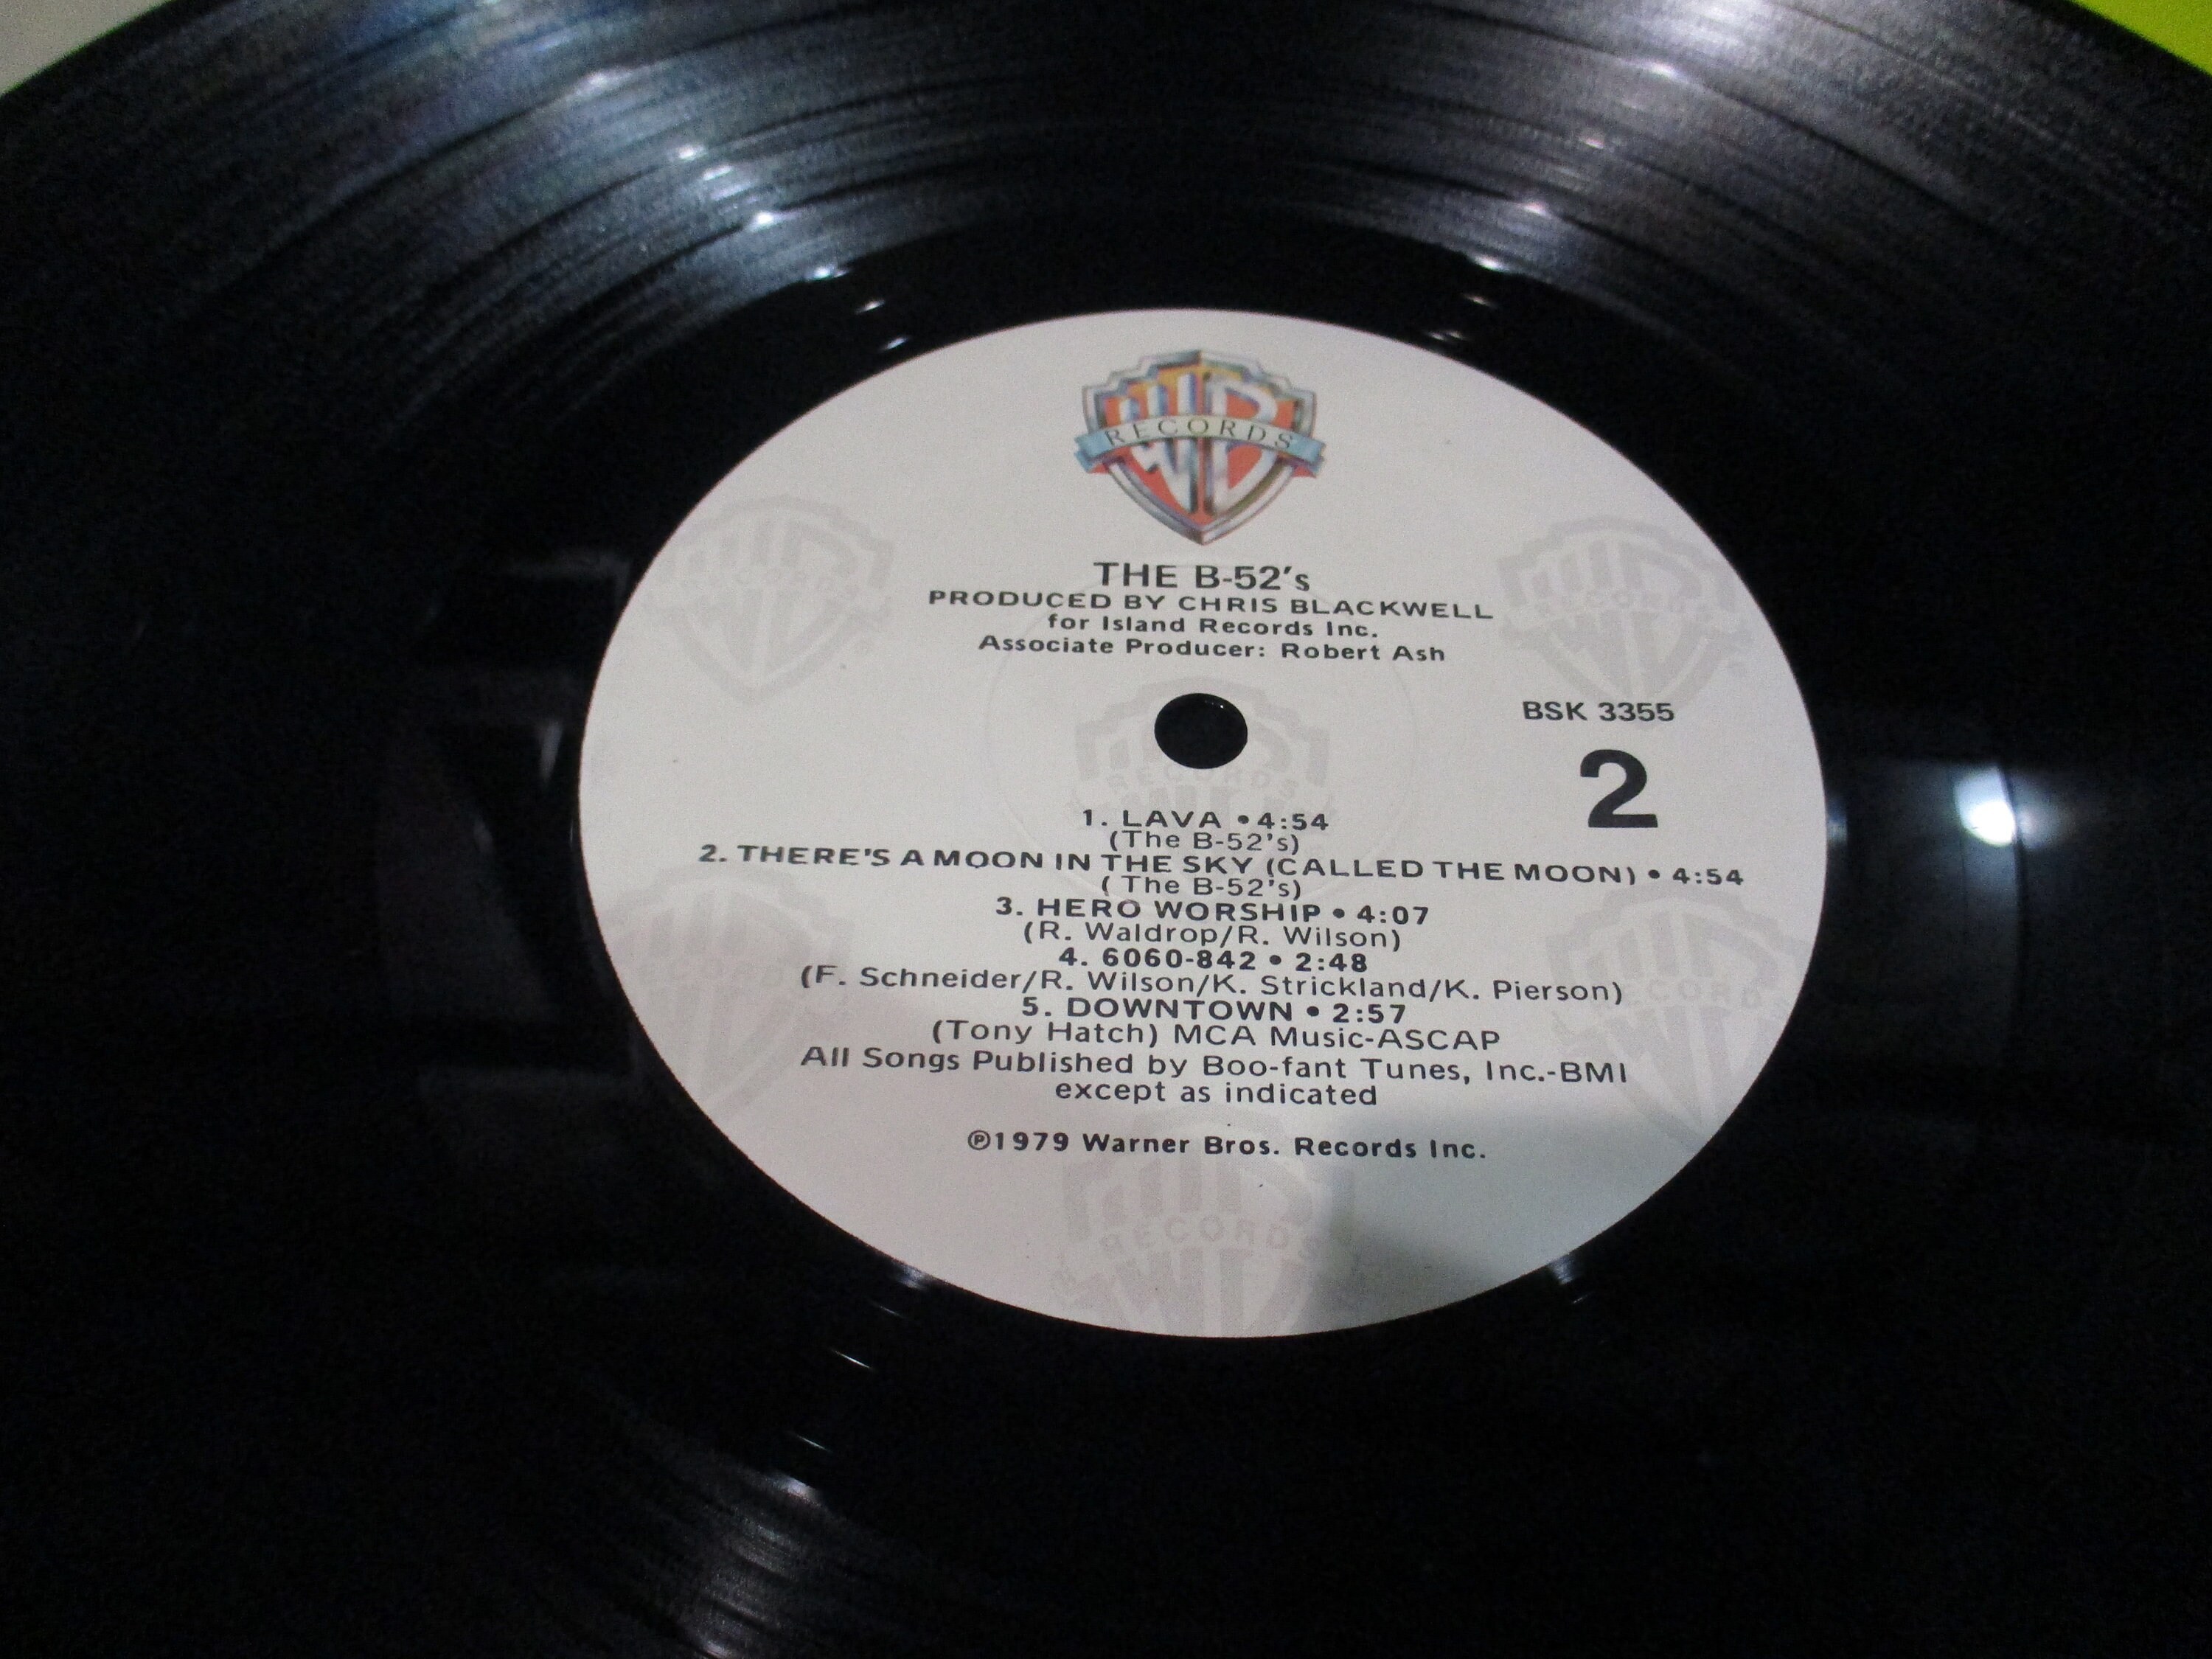 WB
RECORDS
THE B-52's
PRODUCED BY CHRIS BLACKWELL
for Island Records Inc.
Associate Producer: Robert Ash
BSK 3355
2
1. LAVA • 4:54
(The B-52's)
2. THERE'S A MOON IN THE SKY (CALLED THE MOON) • 4:54
( The B-52's)
3. HERO WORSHIP • 4:07
(R. Waldrop/R. Wilson)
4. 6060-842 • 2:48
(F. Schneider/R. Wilson/K. Strickland/K. Pierson)
5. DOWNTOWN • 2:57
(Tony Hatch) MCA Music-ASCAP
All Songs Published by Boo-fant Tunes, Inc.-BMI
except as indicated
℗1979 Warner Bros. Records Inc.